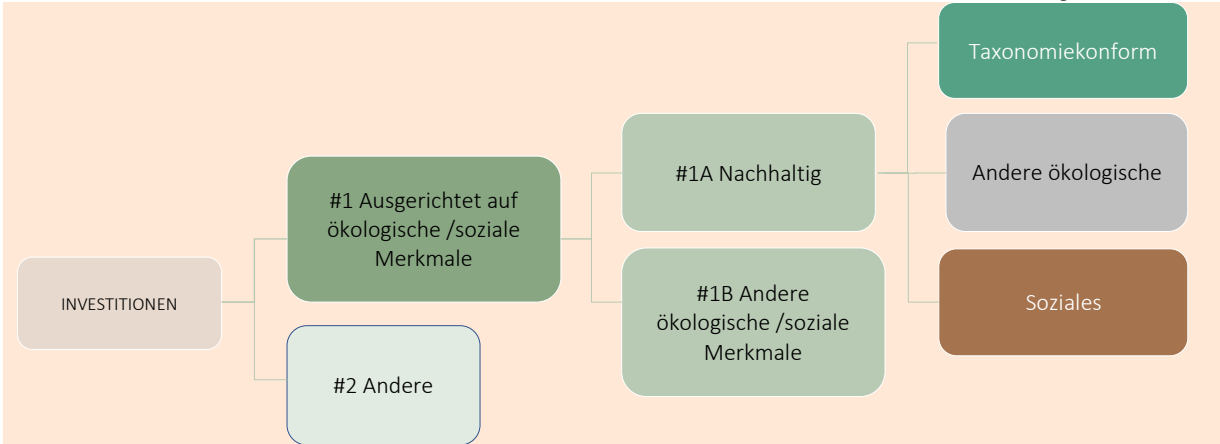 INVESTITIONEN
#1 Ausgerichtet auf
ökologische /soziale
Merkmale
#2 Andere
#1A Nachhaltig
#1B Andere
ökologische /soziale
Merkmale
Taxonomiekonform
Andere ökologische
Soziales